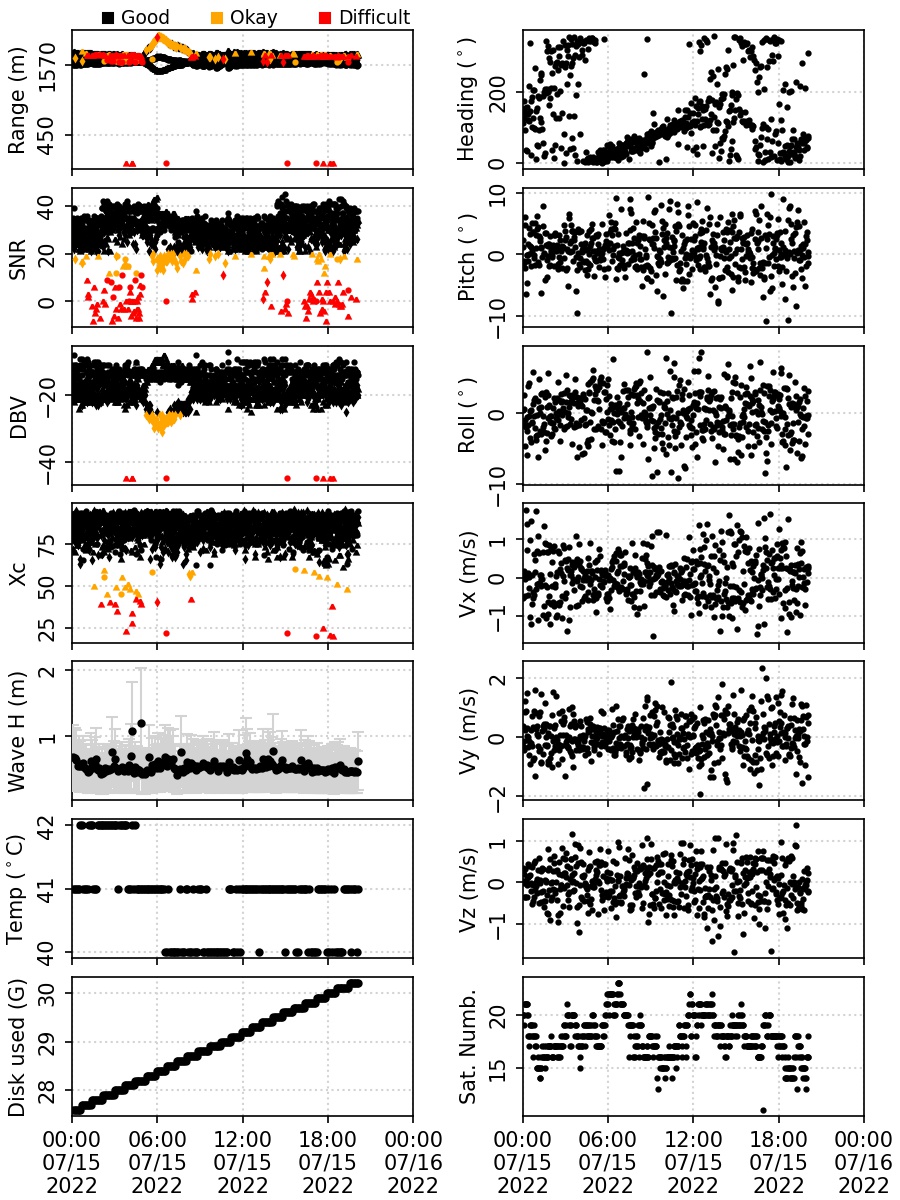 Good Okay Difficult
Range (m)
1570
450
Heading (°)
200
0
SNR
40
20
0
Pitch (°)
10
0
−10
DBV
−20
−40
Roll (°)
0
−10
Xc
75
50
25
Vx (m/s)
1
0
−1
Wave H (m)
2
1
Vy (m/s)
2
0
−2
Temp (°C)
42
41
40
Vz (m/s)
1
0
−1
Disk used (G)
30
29
28
Sat. Numb.
20
15
00:00 06:00 12:00 18:00 00:00
07/15 07/15 07/15 07/15 07/16
2022 2022 2022 2022 2022
00:00 06:00 12:00 18:00 00:00
07/15 07/15 07/15 07/15 07/16
2022 2022 2022 2022 2022